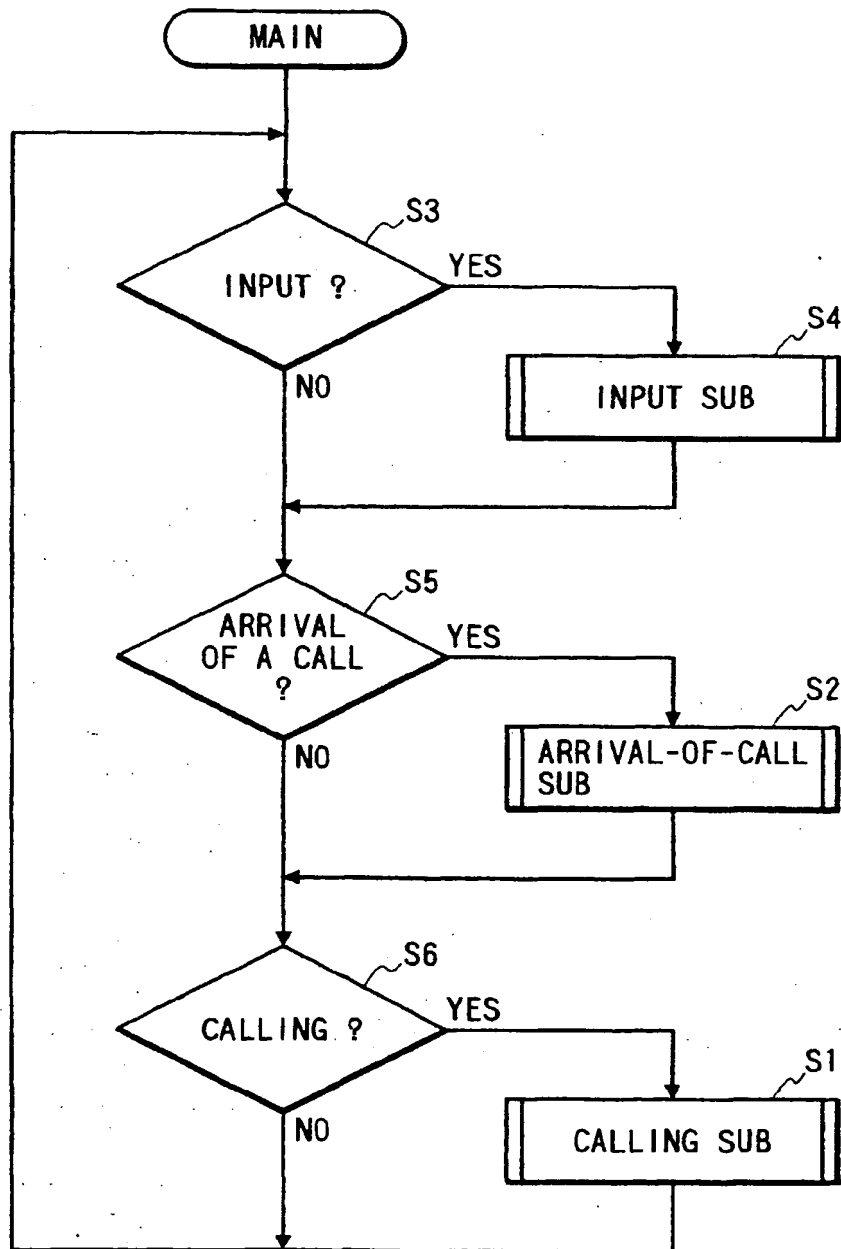 MAIN
S3
INPUT ?
YES
NO
S4
INPUT SUB
S5
ARRIVAL
OF A CALL
?
YES
NO
S2
ARRIVAL-OF-CALL
SUB
S6
CALLING ?
YES
NO
S1
CALLING SUB